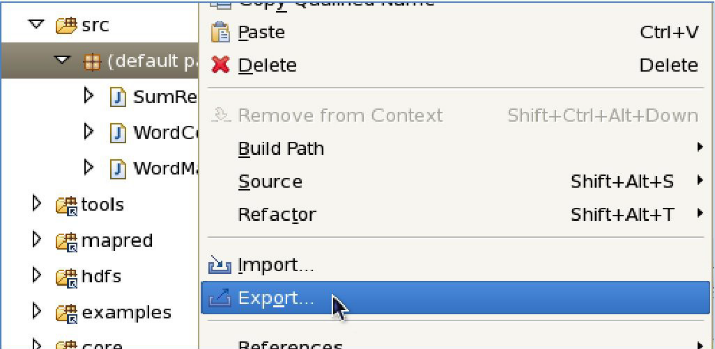 Copy Qualified Name
src
Paste Ctrl+V
(default pa
Delete Delete
SumRe
Remove from Context Shift+Ctrl+Alt+Down
WordCo
Build Path
WordMa
Source Shift+Alt+S
tools
Refactor Shift+Alt+T
mapred
Import...
hdfs
Export...
examples
core
References